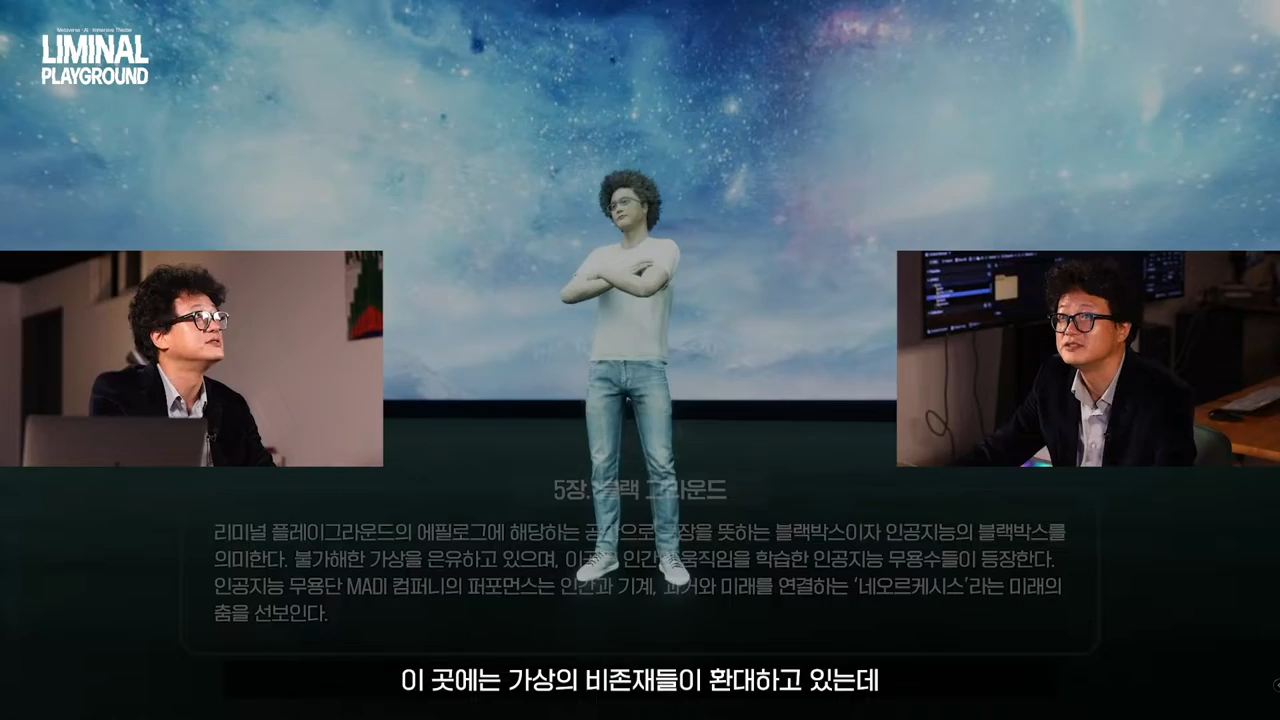 Metaverse · AI · Immersive Theater
LIMINAL
PLAYGROUND
5장. 블랙 그라운드
리미널 플레이그라운드의 에필로그에 해당하는 공간으로 극장을 뜻하는 블랙박스이자 인공지능의 블랙박스를
의미한다. 불가해한 가상을 은유하고 있으며, 이 인간 움직임을 학습한 인공지능 무용수들이 등장한다.
인공지능 무용단 MADI 컴퍼니의 퍼포먼스는 인간과 기계, 과거와 미래를 연결하는 ‘네오르케시스’라는 미래의
춤을 선보인다.
이 곳에는 가상의 비존재들이 환대하고 있는데